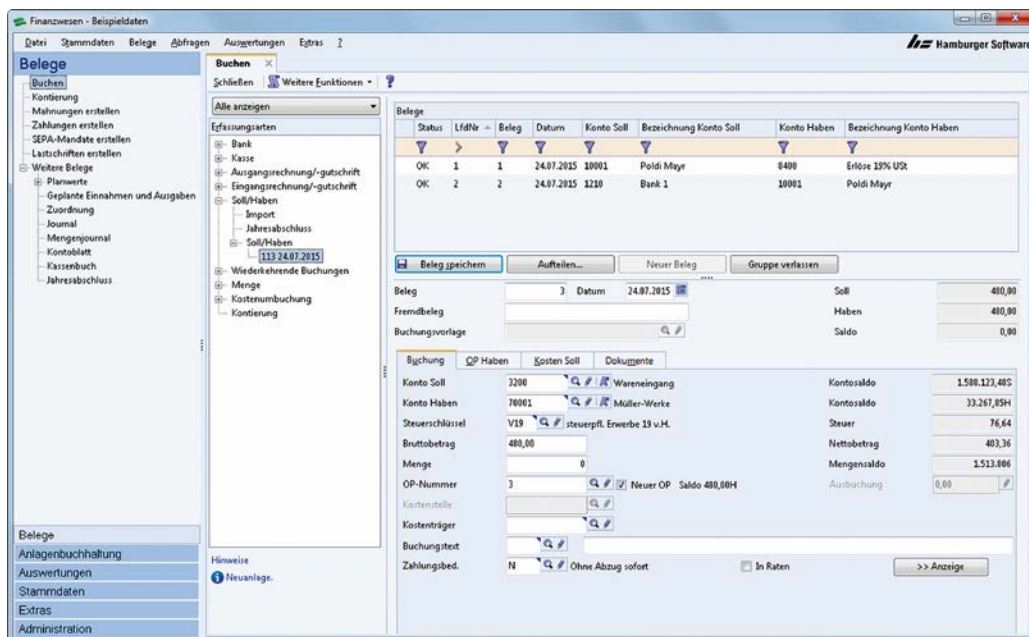 Finanzwesen - Beispieldaten
Datei Stammdaten Belege Abfragen Auswertungen Extras ?
Hamburger Software
Belege
Buchen
Kontierung
Mahnungen erstellen
Zahlungen erstellen
SEPA-Mandate erstellen
Lastschriften erstellen
Weitere Belege
Planwerte
Geplante Einnahmen und Ausgaben
Zuordnung
Journal
Mengenjournal
Kontoblatt
Kassenbuch
Jahresabschluss
Belege
Anlagenbuchhaltung
Auswertungen
Stammdaten
Extras
Administration
Buchen
Schließen Weitere Funktionen ?
Alle anzeigen
Erfassungsarten
Bank
Kasse
Ausgangsrechnung/-gutschrift
Eingangsrechnung/-gutschrift
Soll/Haben
Import
Jahresabschluss
Soll/Haben
113 24.07.2015
Wiederkehrende Buchungen
Menge
Kostenumbuchung
Kontierung
Hinweise
Neuanlage.
Belege
Status LfdNr Beleg Datum Konto Soll Bezeichnung Konto Soll Konto Haben Bezeichnung Konto Haben
OK 1 1 24.07.2015 10001 Poldi Mayr 8400 Erlöse 19% USt
OK 2 2 24.07.2015 1210 Bank 1 10001 Poldi Mayr
Beleg speichern Aufteilen... Neuer Beleg Gruppe verlassen
Beleg 3 Datum 24.07.2015 Soll 480,00
Fremdbeleg Haben 480,00
Buchungsvorlage Saldo 0,00
Buchung OP Haben Kosten Soll Dokumente
Konto Soll 3200 Wareneingang Kontosaldo 1.588.123,48S
Konto Haben 70001 Müller-Werke Kontosaldo 33.267,85H
Steuerschlüssel V19 steuerpfl. Erwerbe 19 v.H. Steuer 76,64
Bruttobetrag 480,00 Nettobetrag 403,36
Menge 0 Mengensaldo 1.513.806
OP-Nummer 3 Neuer OP Saldo 480,00H Ausbuchung 0,00
Kostenstelle
Kostenträger
Buchungstext
Zahlungsbed. N Ohne Abzug sofort In Raten >> Anzeige